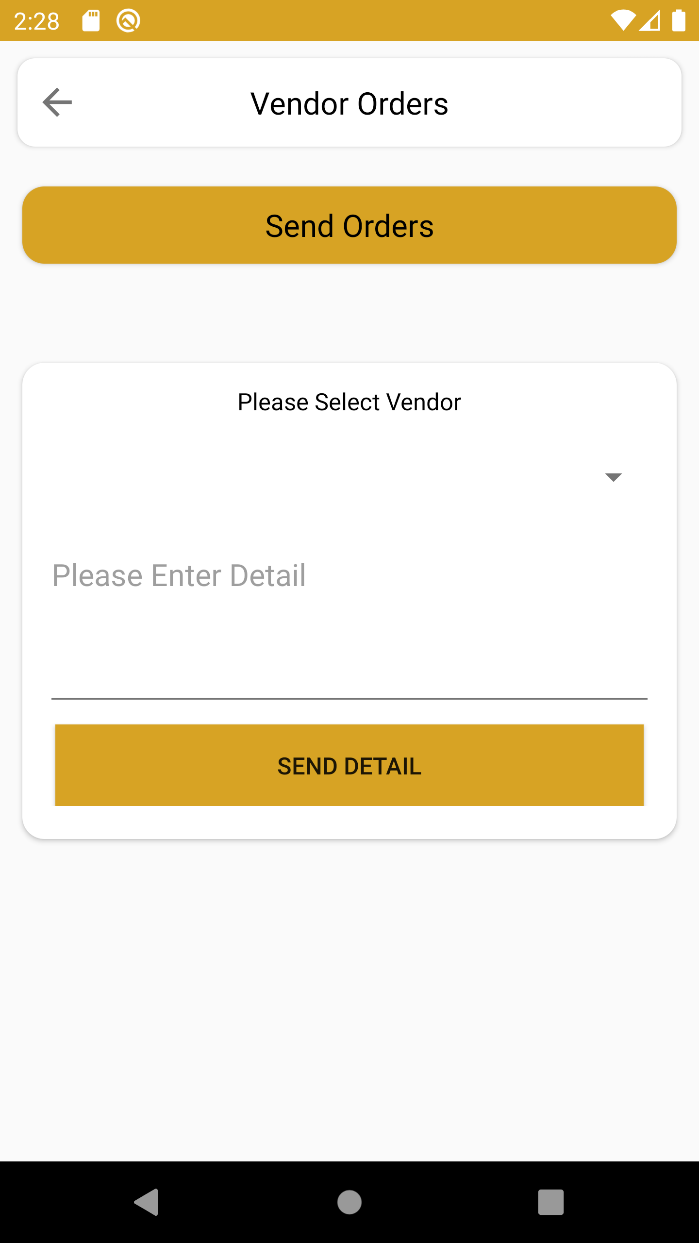 2:28
Vendor Orders
Send Orders
Please Select Vendor
Please Enter Detail
SEND DETAIL